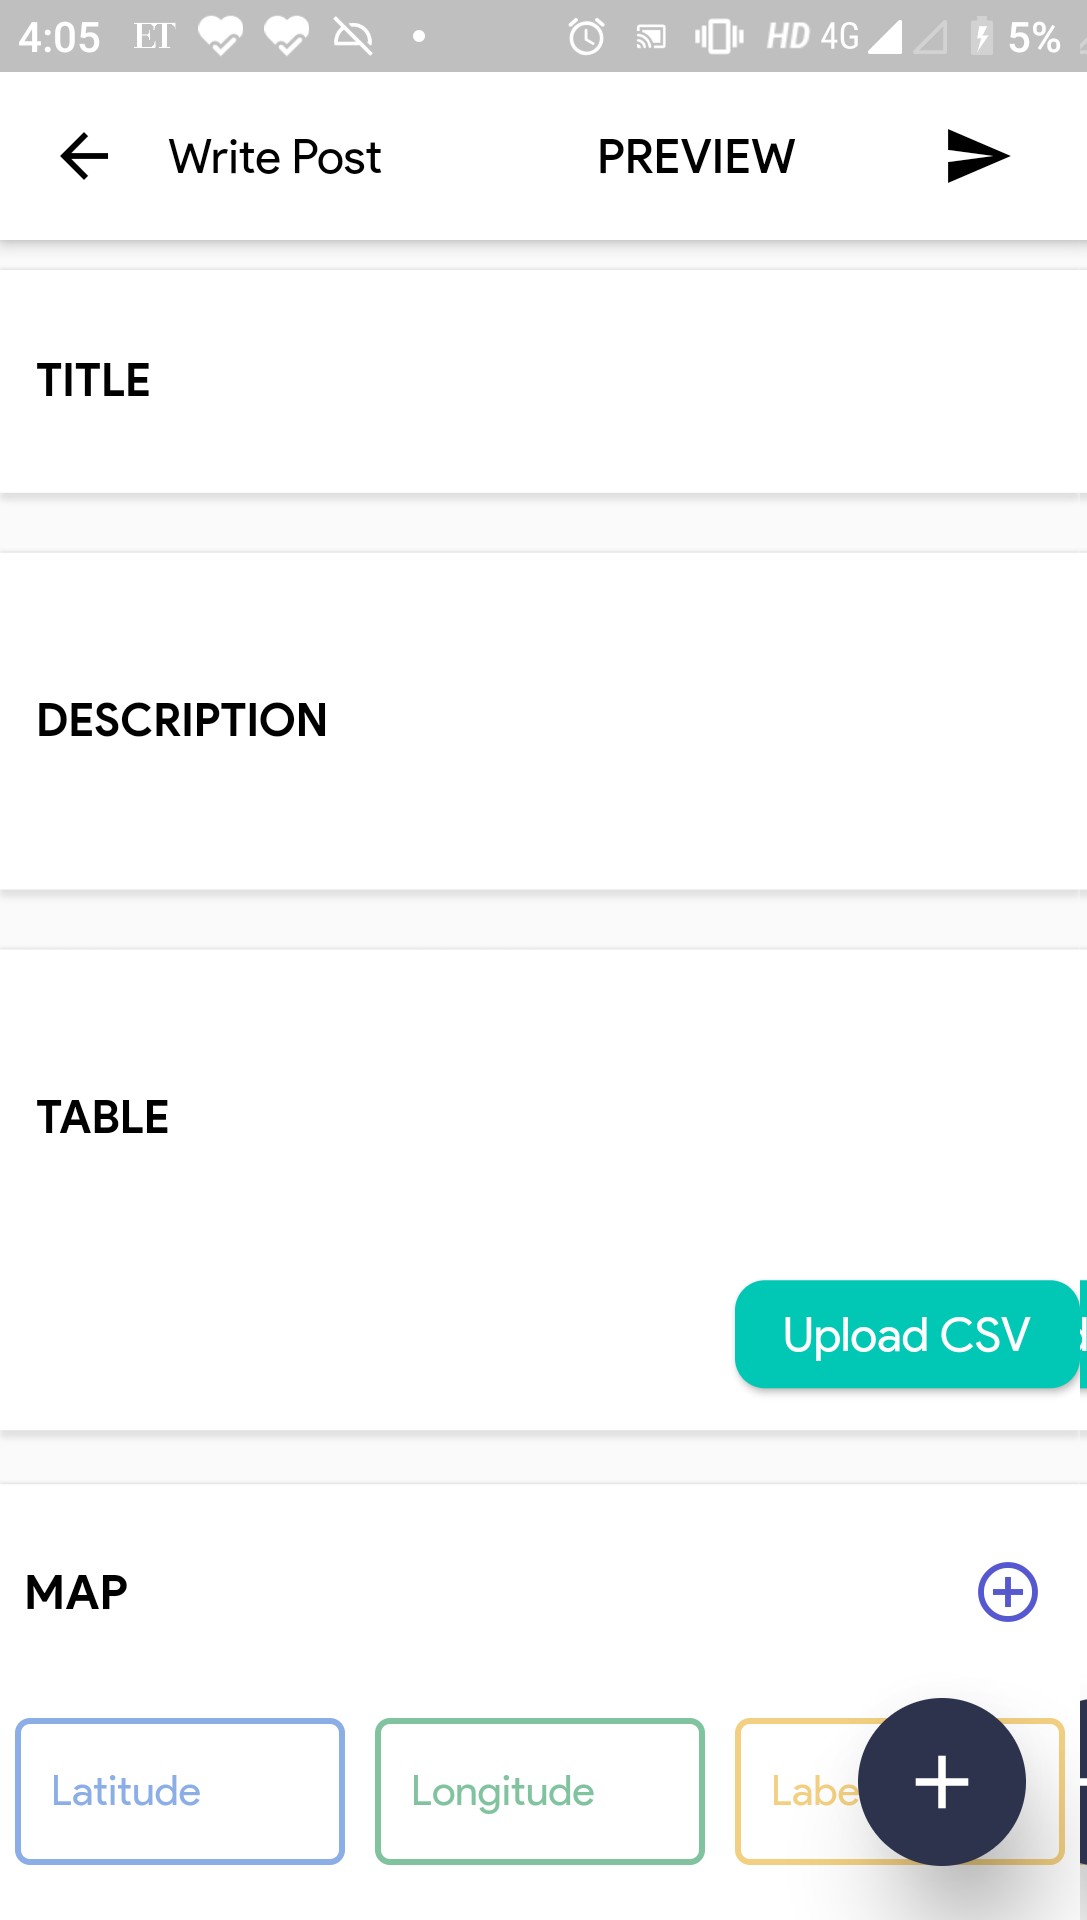 4:05 ET HD 4G 5%
Write Post PREVIEW
TITLE
DESCRIPTION
TABLE
Upload CSV
MAP
Latitude Longitude Labe